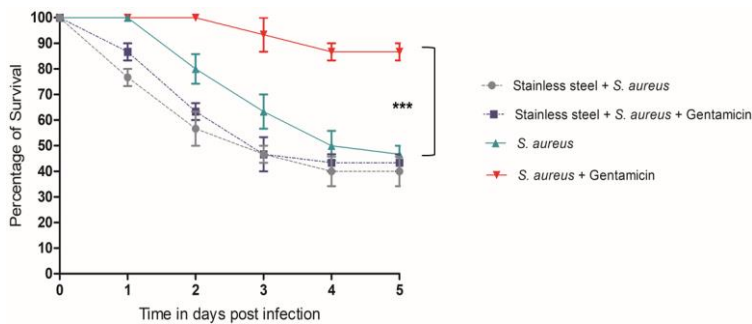 Percentage of Survival
100
90
80
70
60
50
40
30
20
10
0
0 1 2 3 4 5
Time in days post infection
***
Stainless steel + S. aureus
Stainless steel + S. aureus + Gentamicin
S. aureus
S. aureus + Gentamicin